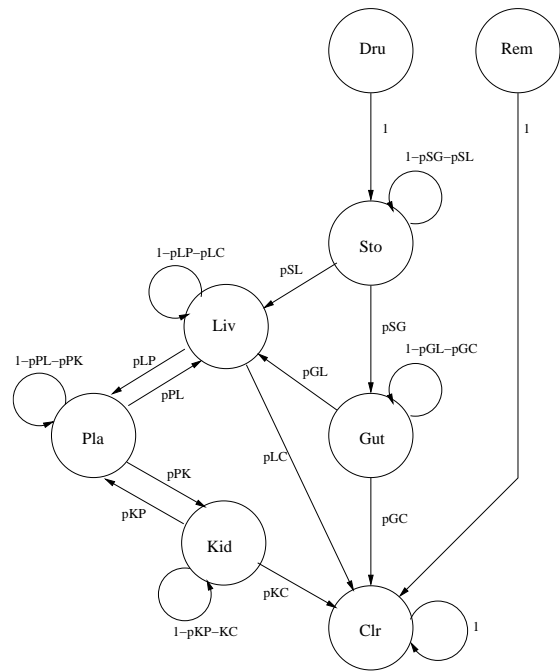 Dru
Rem
1
1
1-pSG-pSL
Sto
1-pLP-pLC
pSL
Liv
pSG
1-pPL-pPK
pLP
pPL
pGL
1-pGL-pGC
Pla
Gut
pPK
pLC
pKP
pGC
Kid
pKC
1-pKP-KC
Clr
1